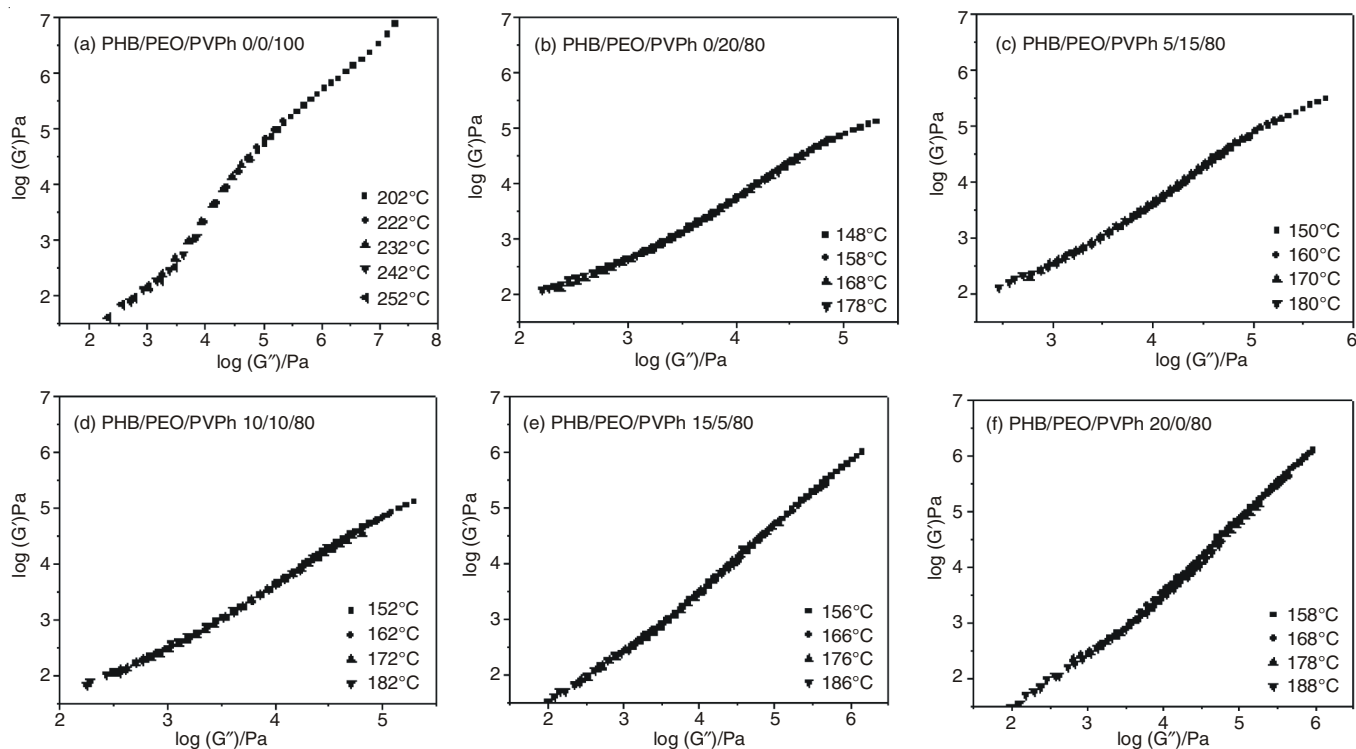 (a) PHB/PEO/PVPh 0/0/100
7
6
5
4
3
2
log (G′)Pa
202°C
222°C
232°C
242°C
252°C
2 3 4 5 6 7 8
log (G″)/Pa
(b) PHB/PEO/PVPh 0/20/80
7
6
5
4
3
2
log (G′)Pa
148°C
158°C
168°C
178°C
2 3 4 5
log (G″)/Pa
(c) PHB/PEO/PVPh 5/15/80
7
6
5
4
3
2
log (G′)Pa
150°C
160°C
170°C
180°C
3 4 5 6
log (G″)/Pa
(d) PHB/PEO/PVPh 10/10/80
7
6
5
4
3
2
log (G′)Pa
152°C
162°C
172°C
182°C
2 3 4 5
log (G″)/Pa
(e) PHB/PEO/PVPh 15/5/80
7
6
5
4
3
2
log (G′)Pa
156°C
166°C
176°C
186°C
2 3 4 5 6
log (G″)/Pa
(f) PHB/PEO/PVPh 20/0/80
7
6
5
4
3
2
log (G′)Pa
158°C
168°C
178°C
188°C
2 3 4 5 6
log (G″)/Pa